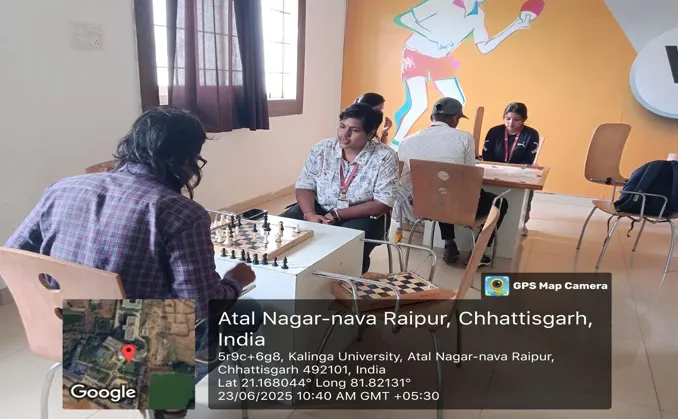 W
GPS Map Camera
Atal Nagar-nava Raipur, Chhattisgarh,
India
5r9c+6g8, Kalinga University, Atal Nagar-nava Raipur,
Chhattisgarh 492101, India
Lat 21.168044° Long 81.82131°
23/06/2025 10:40 AM GMT +05:30
Google